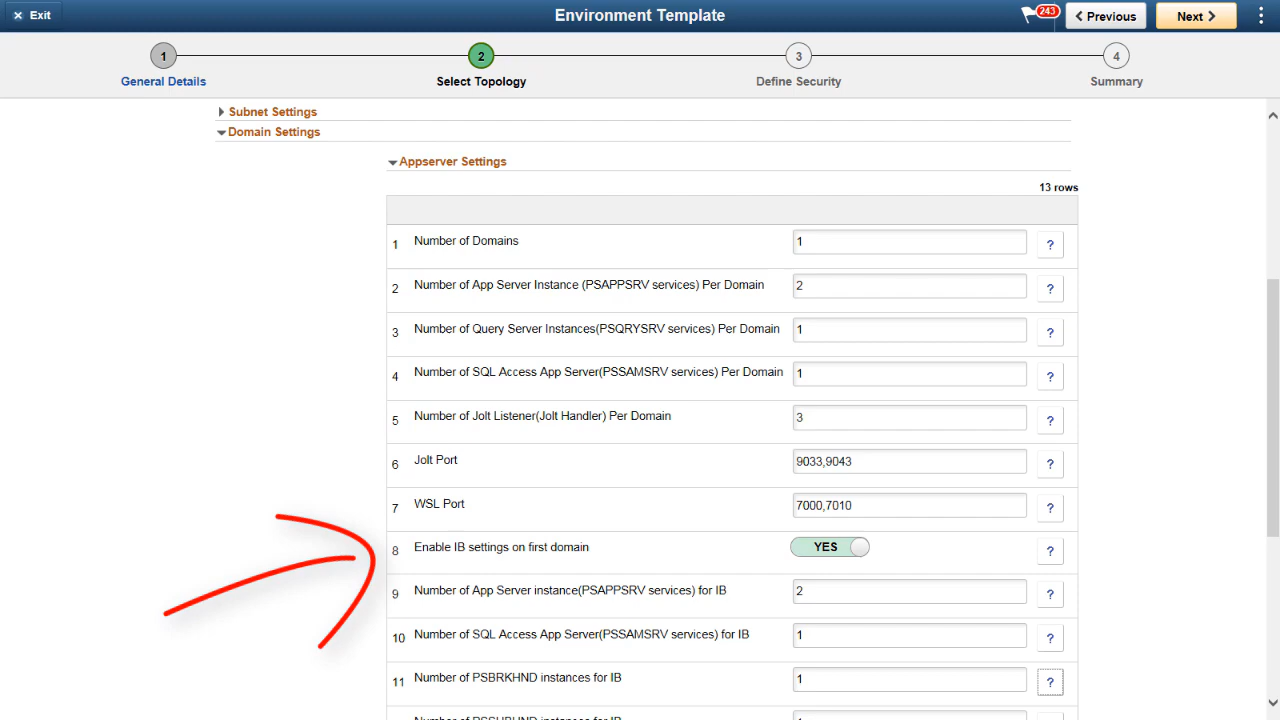 Exit
Environment Template
243
Previous
Next
1
2
3
4
General Details
Select Topology
Define Security
Summary
Subnet Settings
Domain Settings
Appserver Settings
13 rows
1 Number of Domains 1 ?
2 Number of App Server Instance (PSAPPSRV services) Per Domain 2 ?
3 Number of Query Server Instances(PSQRYSRV services) Per Domain 1 ?
4 Number of SQL Access App Server(PSSAMSRV services) Per Domain 1 ?
5 Number of Jolt Listener(Jolt Handler) Per Domain 3 ?
6 Jolt Port 9033,9043 ?
7 WSL Port 7000,7010 ?
8 Enable IB settings on first domain YES ?
9 Number of App Server instance(PSAPPSRV services) for IB 2 ?
10 Number of SQL Access App Server(PSSAMSRV services) for IB 1 ?
11 Number of PSBRKHND instances for IB 1 ?